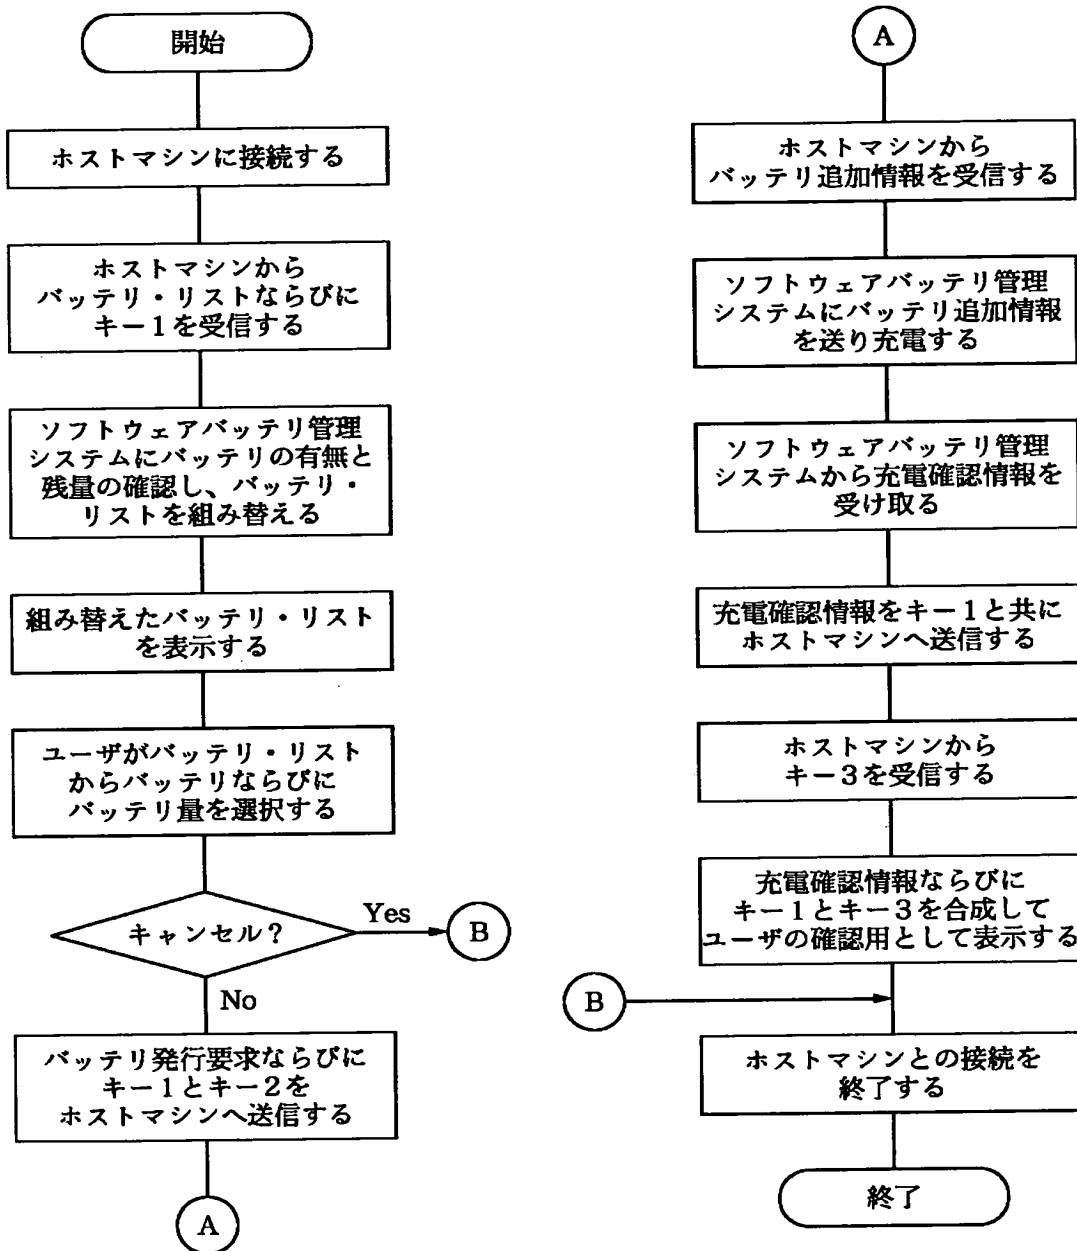 開始
ホストマシンに接続する
ホストマシンから
バッテリ・リストならびに
キー1を受信する
ソフトウェアバッテリ管理
システムにバッテリの有無と
残量の確認し、バッテリ・
リストを組み替える
組み替えたバッテリ・リスト
を表示する
ユーザがバッテリ・リスト
からバッテリならびに
バッテリ量を選択する
キャンセル?
Yes
B
No
バッテリ発行要求ならびに
キー1とキー2を
ホストマシンへ送信する
A
A
ホストマシンから
バッテリ追加情報を受信する
ソフトウェアバッテリ管理
システムにバッテリ追加情報
を送り充電する
ソフトウェアバッテリ管理
システムから充電確認情報を
受け取る
充電確認情報をキー1と共に
ホストマシンへ送信する
ホストマシンから
キー3を受信する
充電確認情報ならびに
キー1とキー3を合成して
ユーザの確認用として表示する
B
ホストマシンとの接続を
終了する
終了